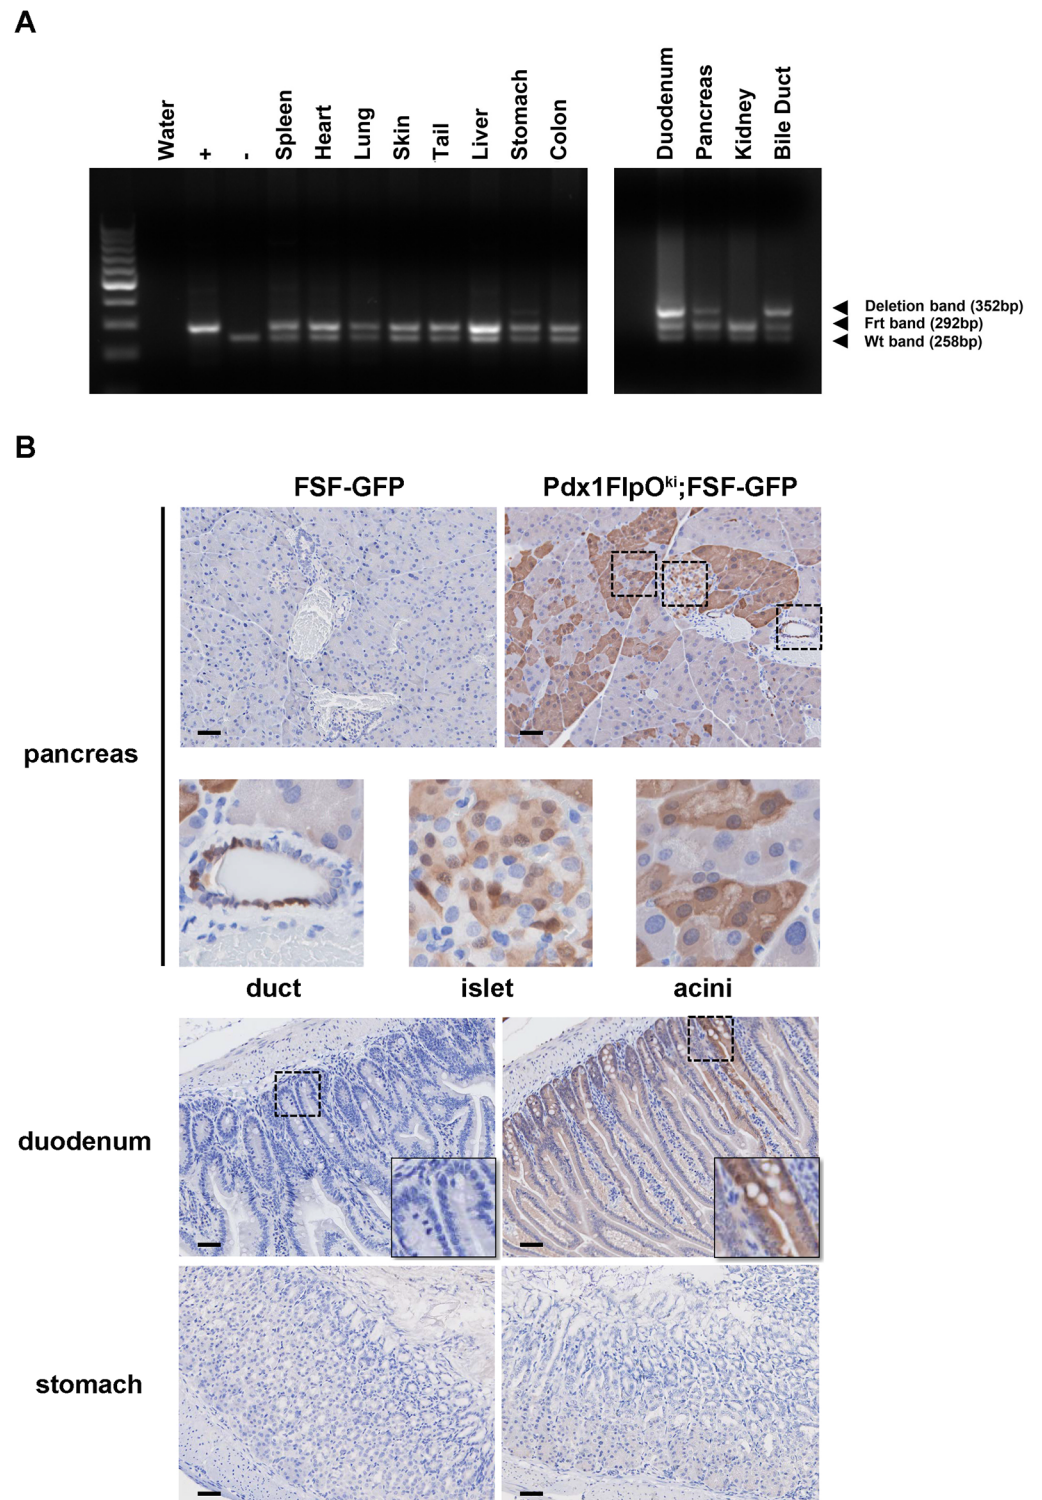 A
Water
+
-
Spleen
Heart
Lung
Skin
Tail
Liver
Stomach
Colon
Duodenum
Pancreas
Kidney
Bile Duct
Deletion band (352bp)
Frt band (292bp)
Wt band (258bp)
B
FSF-GFP
Pdx1FlpOᵏⁱ;FSF-GFP
pancreas
duct
islet
acini
duodenum
stomach